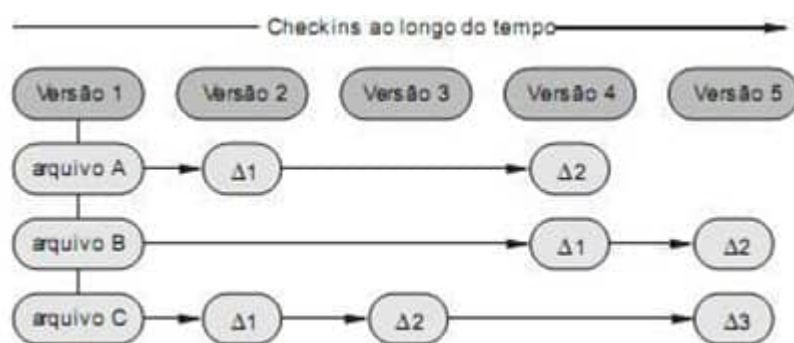 Checkins ao longo do tempo
Versão 1 Versão 2 Versão 3 Versão 4 Versão 5
arquivo A Δ1 Δ2
arquivo B Δ1 Δ2
arquivo C Δ1 Δ2 Δ3